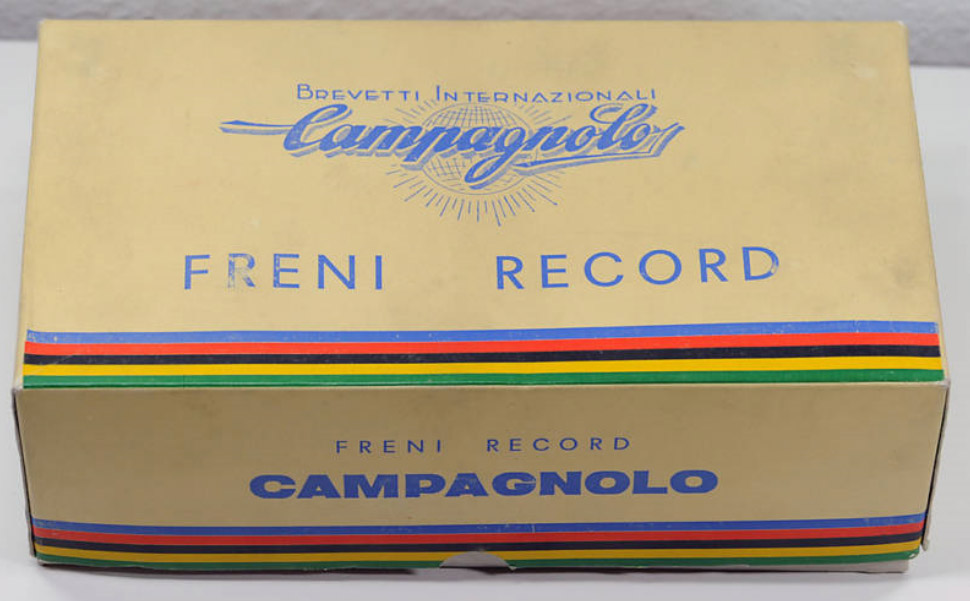 BREVETTI INTERNAZIONALI
Campagnolo
FRENI RECORD
FRENI RECORD
CAMPAGNOLO